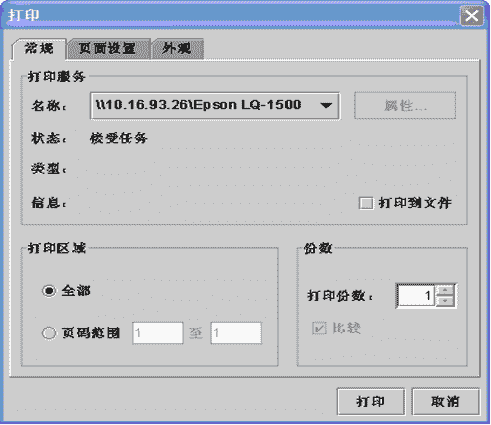 打印
常规 页面设置 外观
打印服务
名称： \\10.16.93.26\Epson LQ-1500 属性...
状态： 接受任务
类型：
信息： 打印到文件
打印区域 份数
全部
打印份数： 1
页码范围 1 至 1 比较
打印 取消